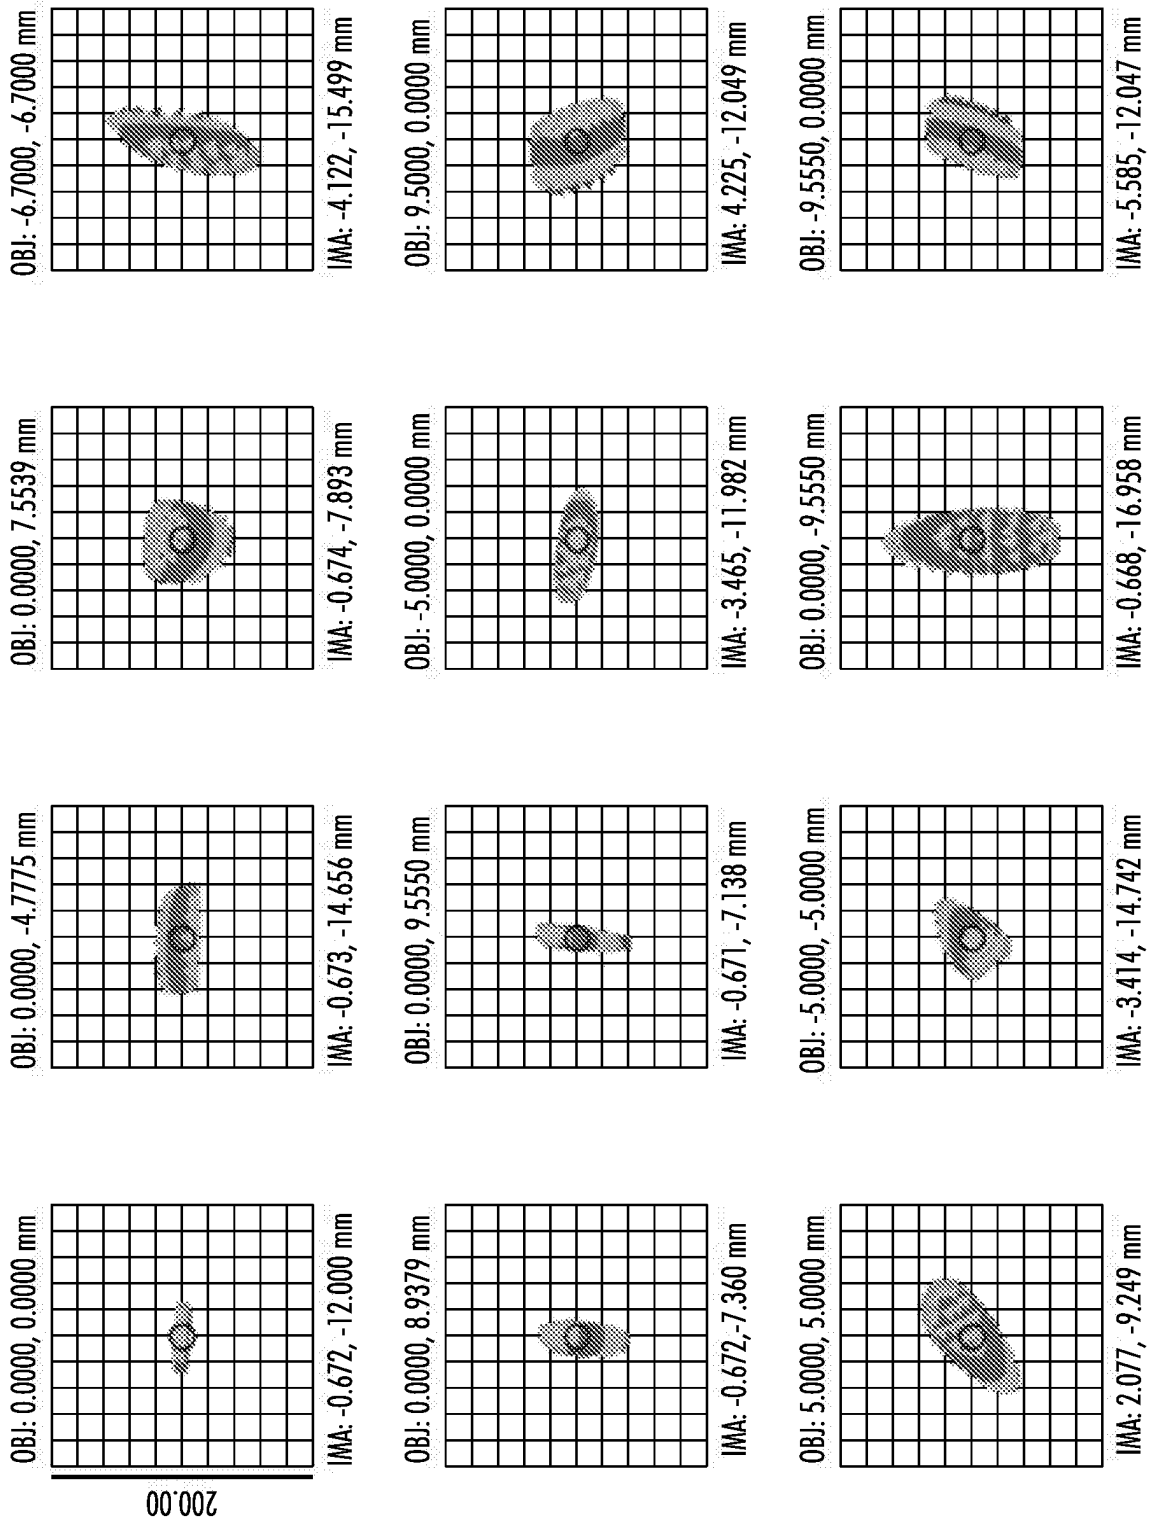 OBJ: 0.0000, 0.0000 mm
OBJ: 0.0000, -4.7775 mm
OBJ: 0.0000, 7.5539 mm
OBJ: -6.7000, -6.7000 mm
200.00
IMA: -0.672, -12.000 mm
IMA: -0.673, -14.656 mm
IMA: -0.674, -7.893 mm
IMA: -4.122, -15.499 mm
OBJ: 0.0000, 8.9379 mm
OBJ: 0.0000, 9.5550 mm
OBJ: -5.0000, 0.0000 mm
OBJ: 9.5000, 0.0000 mm
IMA: -0.672,-7.360 mm
IMA: -0.671, -7.138 mm
IMA: -3.465, -11.982 mm
IMA: 4.225, -12.049 mm
OBJ: 5.0000, 5.0000 mm
OBJ: -5.0000, -5.0000 mm
OBJ: 0.0000, -9.5550 mm
OBJ: -9.5550, 0.0000 mm
IMA: 2.077, -9.249 mm
IMA: -3.414, -14.742 mm
IMA: -0.668, -16.958 mm
IMA: -5.585, -12.047 mm